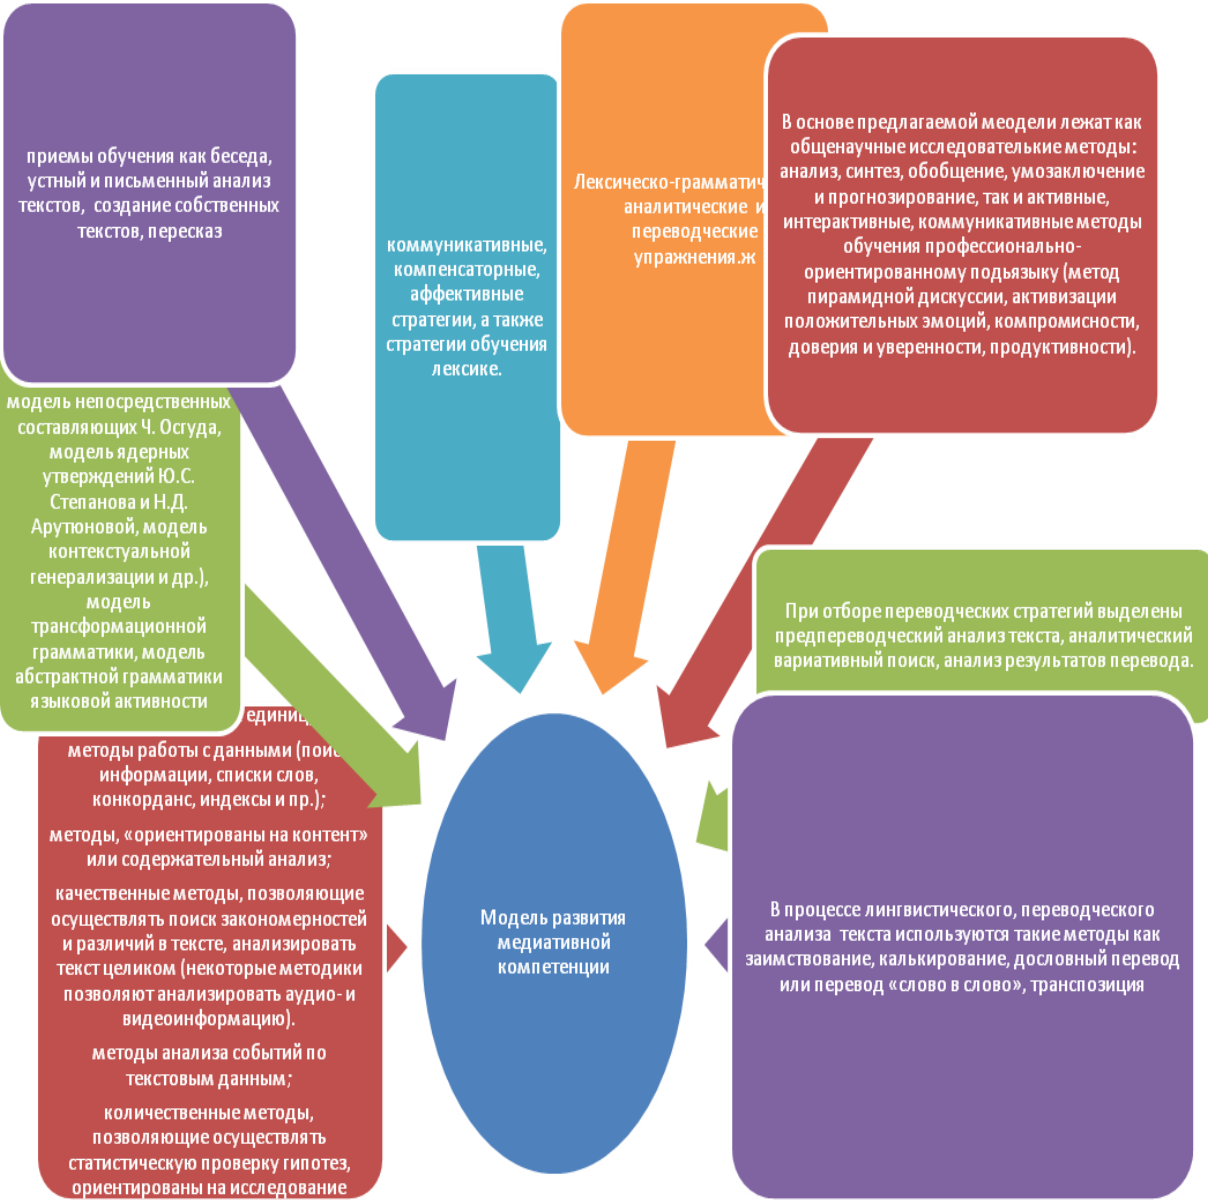 приемы обучения как беседа,
устный и письменный анализ
текстов, создание собственных
текстов, пересказ
коммуникативные,
компенсаторные,
аффективные
стратегии, а также
стратегии обучения
лексике.
аналитические и
переводческие
упражнения.ж
В основе предлагаемой меодели лежат как
общенаучные исследователькие методы:
анализ, синтез, обобщение, умозаключение
и прогнозирование, так и активные,
интерактивные, коммуникативные методы
обучения профессионально-
ориентированному подьязыку (метод
пирамидной дискуссии, активизации
положительных эмоций, компромисности,
доверия и уверенности, продуктивности).
модель непосредственных
составляющих Ч. Осгуда,
модель ядерных
утверждений Ю.С.
Степанова и Н.Д.
Арутюновой, модель
контекстуальной
генерализации и др.),
модель
трансформационной
грамматики, модель
абстрактной грамматики
языковой активности
При отборе переводческих стратегий выделены
предпереводческий анализ текста, аналитический
вариативный поиск, анализ результатов перевода.
методы работы с данными
информации, списки слов,
конкорданс, индексы и пр.);
методы, «ориентированы на контент»
или содержательный анализ;
качественные методы, позволяющие
осуществлять поиск закономерностей
и различий в тексте, анализировать
текст целиком (некоторые методики
позволяют анализировать аудио- и
видеоинформацию).
методы анализа событий по
текстовым данным;
количественные методы,
позволяющие осуществлять
статистическую проверку гипотез,
ориентированы на исследование
Модель развития
медиативной
компетенции
В процессе лингвистического, переводческого
анализа текста используются такие методы как
заимствование, калькирование, дословный перевод
или перевод «слово в слово», транспозиция